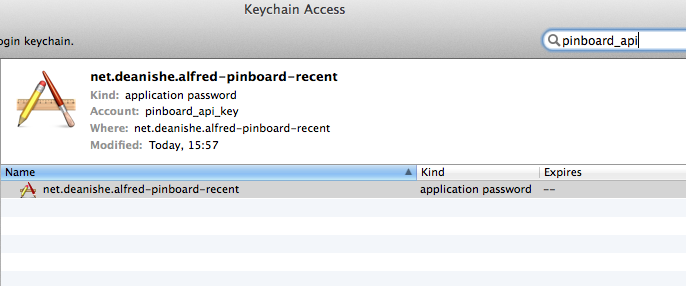 Keychain Access
ogin keychain.
pinboard_api
net.deanishe.alfred-pinboard-recent
Kind: application password
Account: pinboard_api_key
Where: net.deanishe.alfred-pinboard-recent
Modified: Today, 15:57
Name Kind Expires
net.deanishe.alfred-pinboard-recent application password --